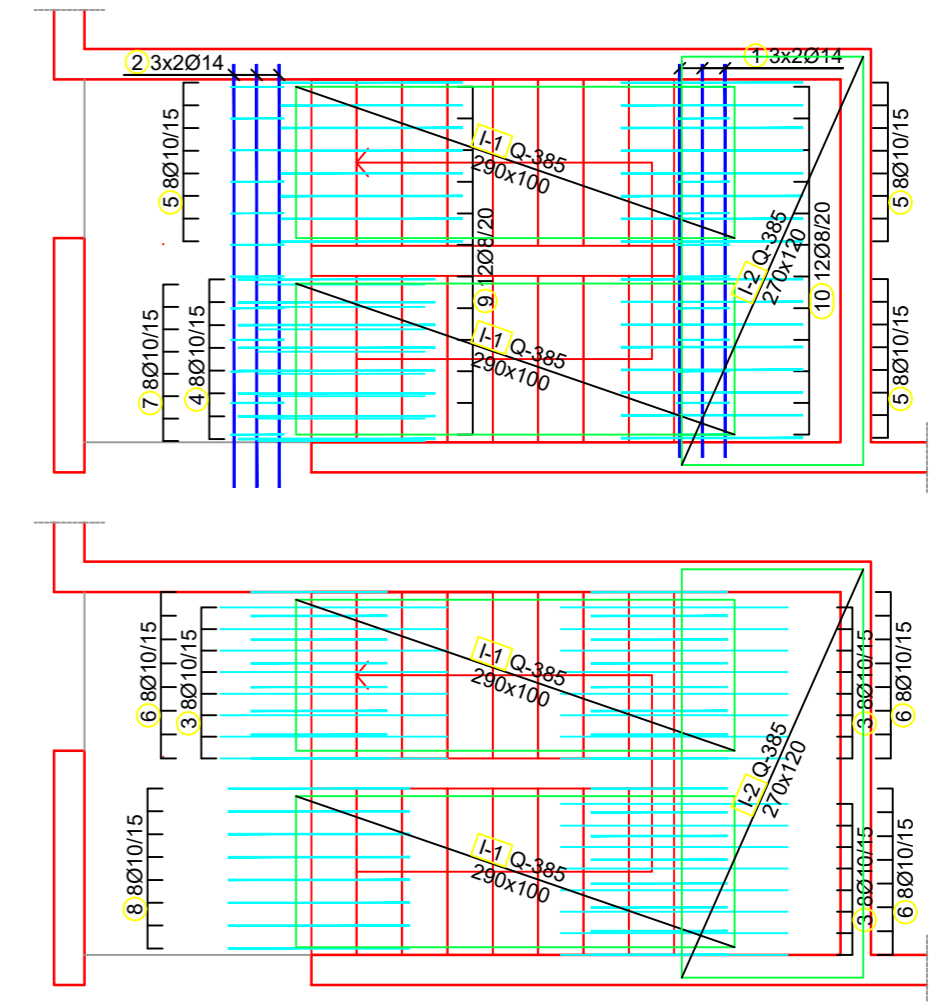 2 3x2Ø14
1 3x2Ø14
5 8Ø10/15
I-1 Q-385
290x100
9 12Ø8/20
I-2 Q-385
270x120
10 12Ø8/20
5 8Ø10/15
7 8Ø10/15
4 8Ø10/15
I-1 Q-385
290x100
5 8Ø10/15
6 8Ø10/15
3 8Ø10/15
I-1 Q-385
290x100
I-2 Q-385
270x120
3 8Ø10/15
6 8Ø10/15
8 8Ø10/15
I-1 Q-385
290x100
3 8Ø10/15
6 8Ø10/15